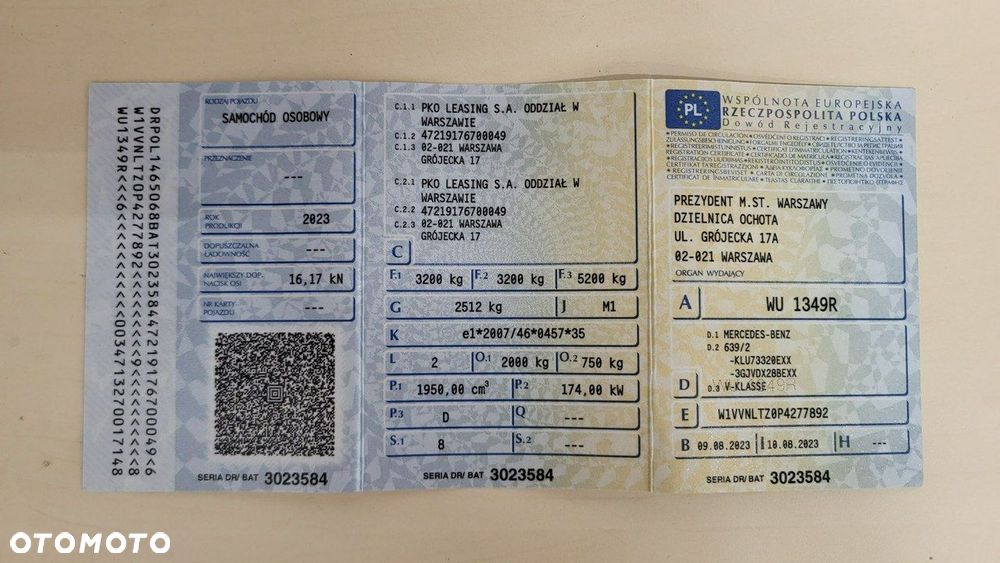 DRPOL1465068BAT3023584472191767000049<6
W1VVNLTZ0P4277892<<<<<<<<<<<<9<<<<<<<<8
WU1349R<<6<<<<<<<<<<<<<<0034713270017148
RODZAJ POJAZDU
SAMOCHÓD OSOBOWY
PRZEZNACZENIE
---
ROK PRODUKCJI 2023
DOPUSZCZALNA ŁADOWNOŚĆ ---
NAJWIĘKSZY DOP. NACISK OSI 16,17 kN
NR KARTY POJAZDU ---
SERIA DR/ BAT 3023584
C.1.1 PKO LEASING S.A. ODDZIAŁ W
WARSZAWIE
C.1.2 47219176700049
C.1.3 02-021 WARSZAWA
GRÓJECKA 17
C.2.1 PKO LEASING S.A. ODDZIAŁ W
WARSZAWIE
C.2.2 47219176700049
C.2.3 02-021 WARSZAWA
GRÓJECKA 17
C
F.1 3200 kg F.2 3200 kg F.3 5200 kg
G 2512 kg J M1
K e1*2007/46*0457*35
L 2 O.1 2000 kg O.2 750 kg
P.1 1950,00 cm³ P.2 174,00 kW
P.3 D Q ---
S.1 8 S.2 ---
SERIA DR/ BAT 3023584
PL
WSPÓLNOTA EUROPEJSKA
RZECZPOSPOLITA POLSKA
Dowód Rejestracyjny
PREZYDENT M.ST. WARSZAWY
DZIELNICA OCHOTA
UL. GRÓJECKA 17A
02-021 WARSZAWA
ORGAN WYDAJĄCY
A WU 1349R
D.1 MERCEDES-BENZ
D.2 639/2
-KLU73320EXX
-3GJVDX28BEXX
D D.3 V-KLASSE
E W1VVNLTZ0P4277892
B 09.08.2023 I 10.08.2023 H ---
SERIA DR/ BAT 3023584
OTOMOTO